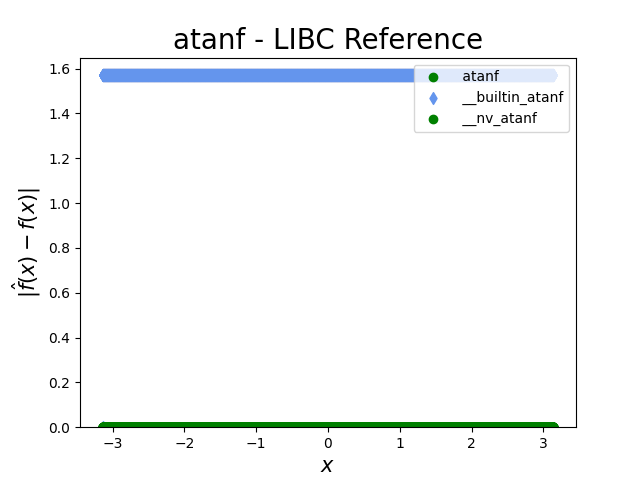 atanf - LIBC Reference
1.6
1.4
1.2
1.0
0.8
0.6
0.4
0.2
0.0
|f̂(x) − f(x)|
atanf
__builtin_atanf
__nv_atanf
−3
−2
−1
0
1
2
3
x